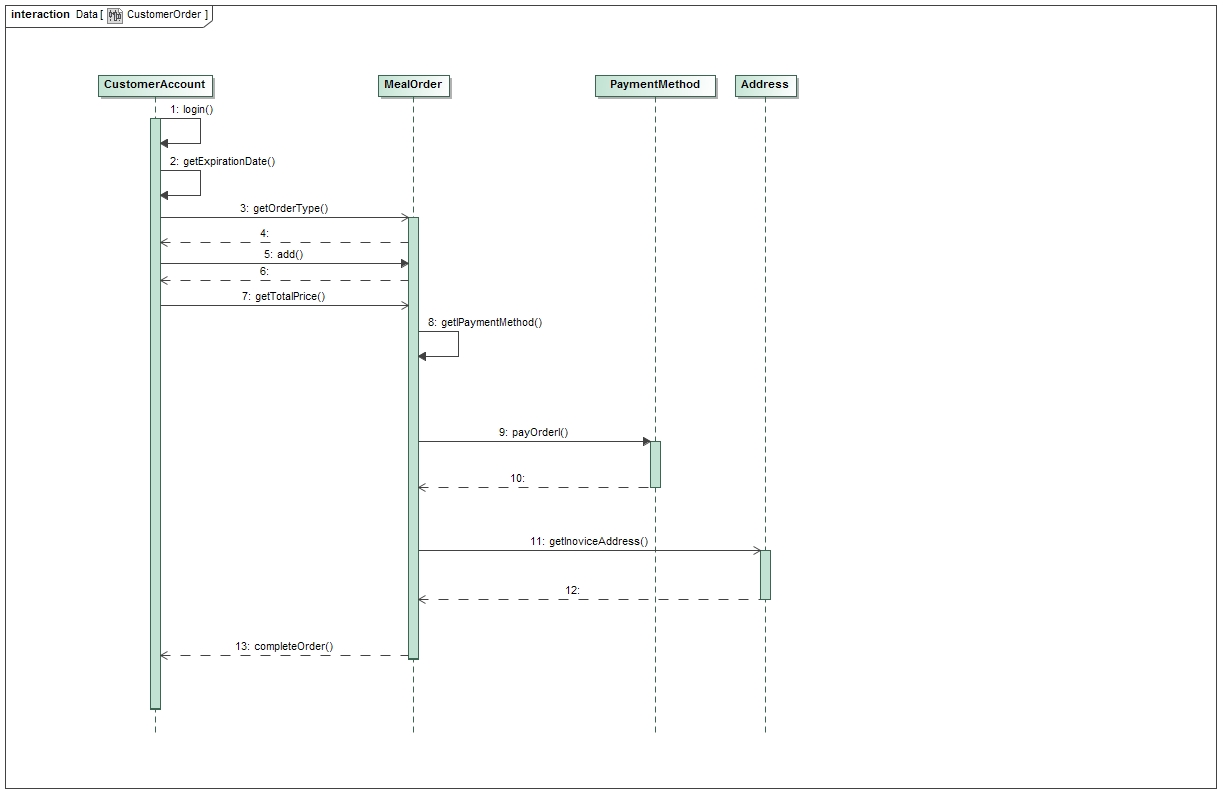 interaction Data [ CustomerOrder ]
CustomerAccount MealOrder PaymentMethod Address
1: login()
2: getExpirationDate()
3: getOrderType()
4:
5: add()
6:
7: getTotalPrice()
8: getlPaymentMethod()
9: payOrderl()
10:
11: getInoviceAddress()
12:
13: completeOrder()